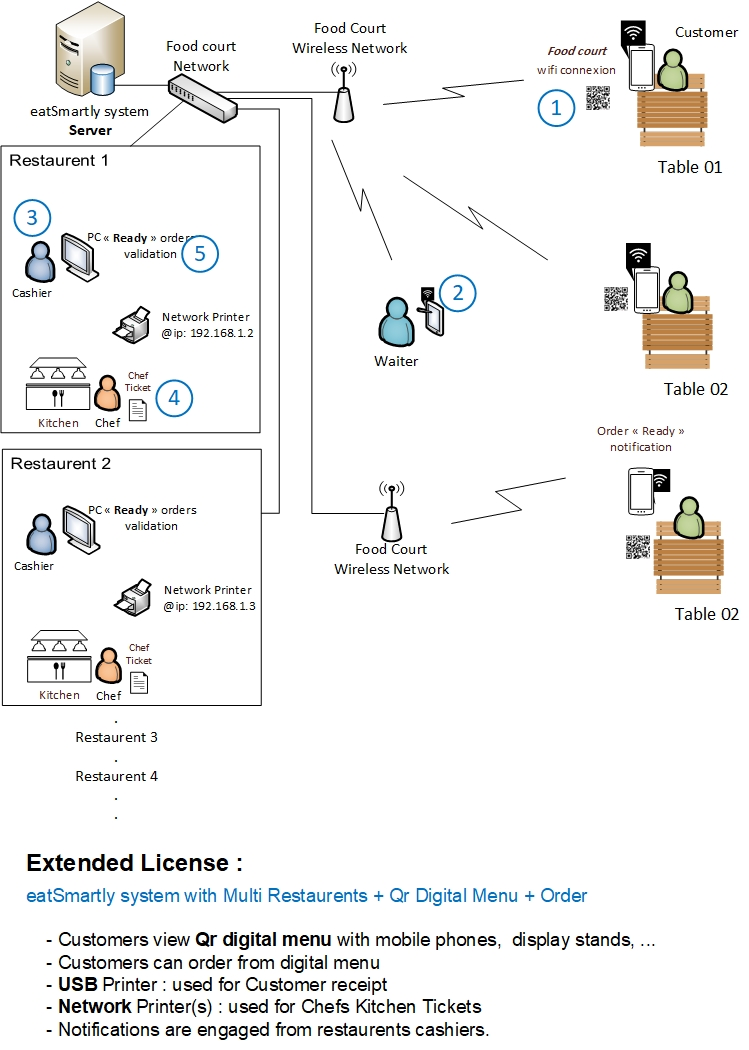 Food court
Network
Food Court
Wireless Network
Customer
Food court
wifi connexion
1
eatSmartly system
Server
Table 01
Restaurent 1
3
PC « Ready » orders
validation
5
Cashier
Network Printer
@ip: 192.168.1.2
Chef
Ticket
4
Kitchen
Chef
2
Waiter
Table 02
Order « Ready »
notification
Restaurent 2
PC « Ready » orders
validation
Cashier
Network Printer
@ip: 192.168.1.3
Chef
Ticket
Kitchen
Chef
Food Court
Wireless Network
Table 02
.
Restaurent 3
.
Restaurent 4
.
.
Extended License :
eatSmartly system with Multi Restaurents + Qr Digital Menu + Order
- Customers view Qr digital menu with mobile phones, display stands, ...
- Customers can order from digital menu
- USB Printer : used for Customer receipt
- Network Printer(s) : used for Chefs Kitchen Tickets
- Notifications are engaged from restaurents cashiers.